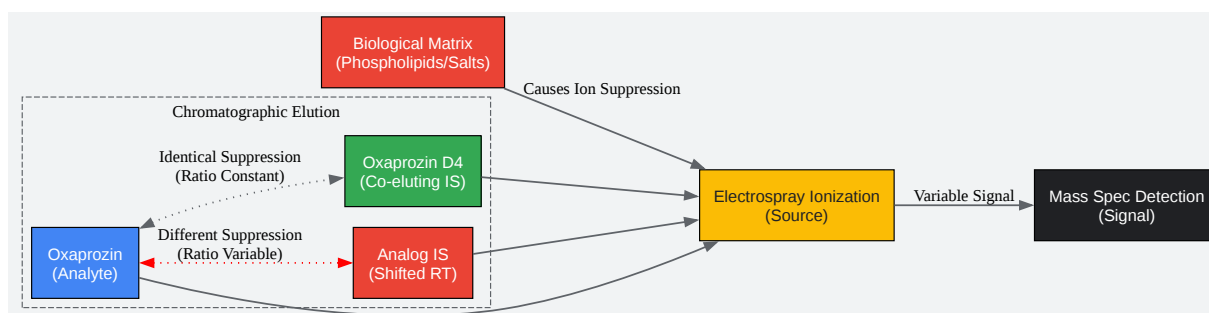 Biological Matrix
(Phospholipids/Salts)
Causes Ion Suppression
Chromatographic Elution
Identical Suppression
(Ratio Constant)
Oxaprozin D4
(Co-eluting IS)
Electrospray Ionization
(Source)
Variable Signal
Mass Spec Detection
(Signal)
Different Suppression
(Ratio Variable)
Oxaprozin
(Analyte)
Analog IS
(Shifted RT)